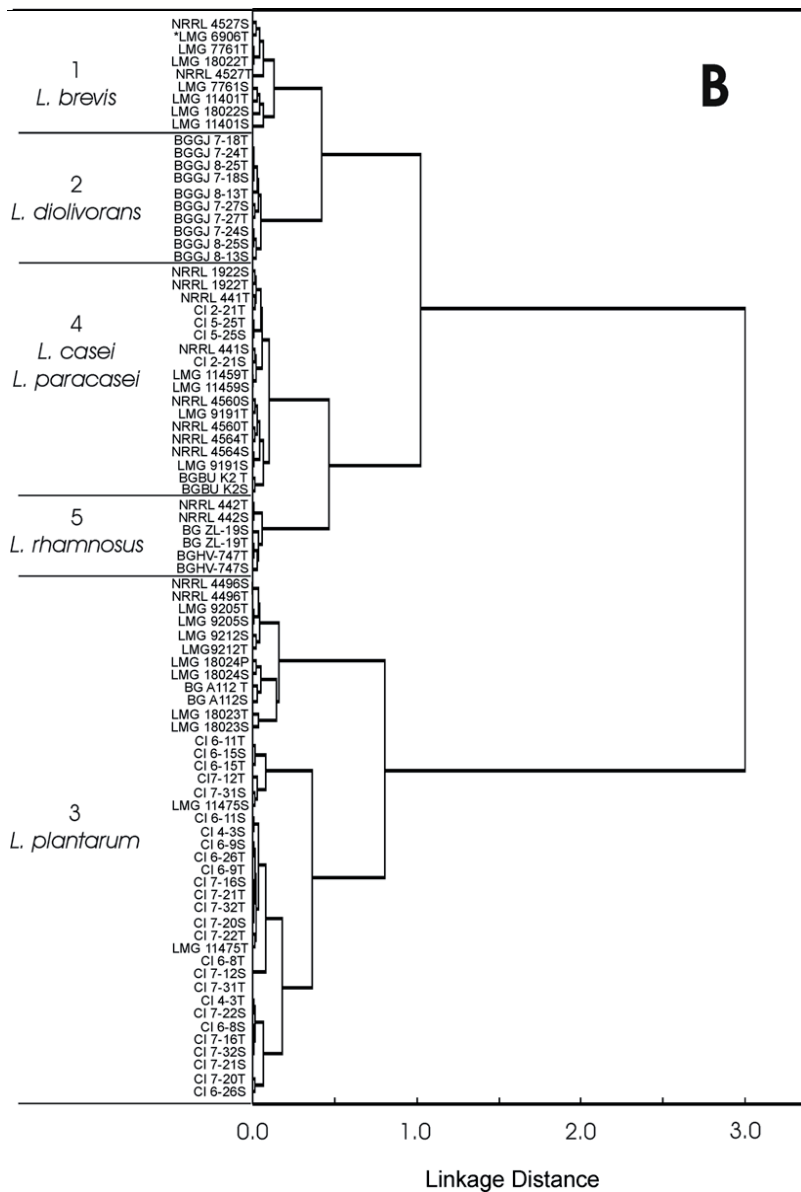 B
1
L. brevis
NRRL 4527S
*LMG 6906T
LMG 7761T
LMG 18022T
NRRL 4527T
LMG 7761S
LMG 11401T
LMG 18022S
LMG 11401S
2
L. diolivorans
BGGJ 7-18T
BGGJ 7-24T
BGGJ 8-25T
BGGJ 7-18S
BGGJ 8-13T
BGGJ 7-27S
BGGJ 7-27T
BGGJ 7-24S
BGGJ 8-25S
BGGJ 8-13S
4
L. casei
L. paracasei
NRRL 1922S
NRRL 1922T
NRRL 441T
CI 2-21T
CI 5-25T
CI 5-25S
NRRL 441S
CI 2-21S
LMG 11459T
LMG 11459S
NRRL 4560S
LMG 9191T
NRRL 4560T
NRRL 4564T
NRRL 4564S
LMG 9191S
BGBU K2 T
BGBU K2S
5
L. rhamnosus
NRRL 442T
NRRL 442S
BG ZL-19S
BG ZL-19T
BGHV-747T
BGHV-747S
3
L. plantarum
NRRL 4496S
NRRL 4496T
LMG 9205T
LMG 9205S
LMG 9212S
LMG9212T
LMG 18024P
LMG 18024S
BG A112 T
BG A112S
LMG 18023T
LMG 18023S
CI 6-11T
CI 6-15S
CI 6-15T
CI7-12T
CI 7-31S
LMG 11475S
CI 6-11S
CI 4-3S
CI 6-9S
CI 6-26T
CI 6-9T
CI 7-16S
CI 7-21T
CI 7-32T
CI 7-20S
CI 7-22T
LMG 11475T
CI 6-8T
CI 7-12S
CI 7-31T
CI 4-3T
CI 7-22S
CI 6-8S
CI 7-16T
CI 7-32S
CI 7-21S
CI 7-20T
CI 6-26S
0.0 1.0 2.0 3.0
Linkage Distance